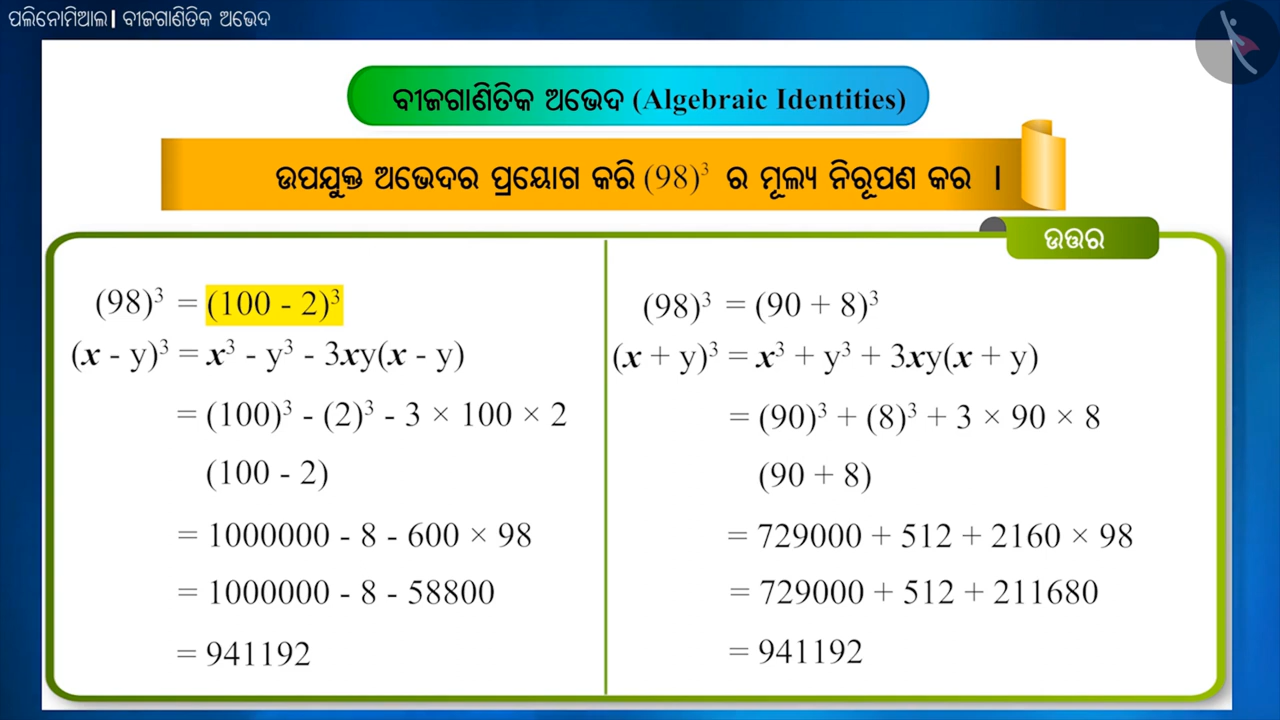 ପଲିନୋମିଆଲ| ବୀଜଗାଣିତିକ ଅଭେଦ
ବୀଜଗାଣିତିକ ଅଭେଦ (Algebraic Identities)
ଉପଯୁକ୍ତ ଅଭେଦର ପ୍ରୟୋଗ କରି (98)³ ର ମୂଲ୍ୟ ନିରୂପଣ କର ।
ଉତ୍ତର
(98)³ = (100 - 2)³
(x - y)³ = x³ - y³ - 3xy(x - y)
= (100)³ - (2)³ - 3 × 100 × 2
(100 - 2)
= 1000000 - 8 - 600 × 98
= 1000000 - 8 - 58800
= 941192
(98)³ = (90 + 8)³
(x + y)³ = x³ + y³ + 3xy(x + y)
= (90)³ + (8)³ + 3 × 90 × 8
(90 + 8)
= 729000 + 512 + 2160 × 98
= 729000 + 512 + 211680
= 941192